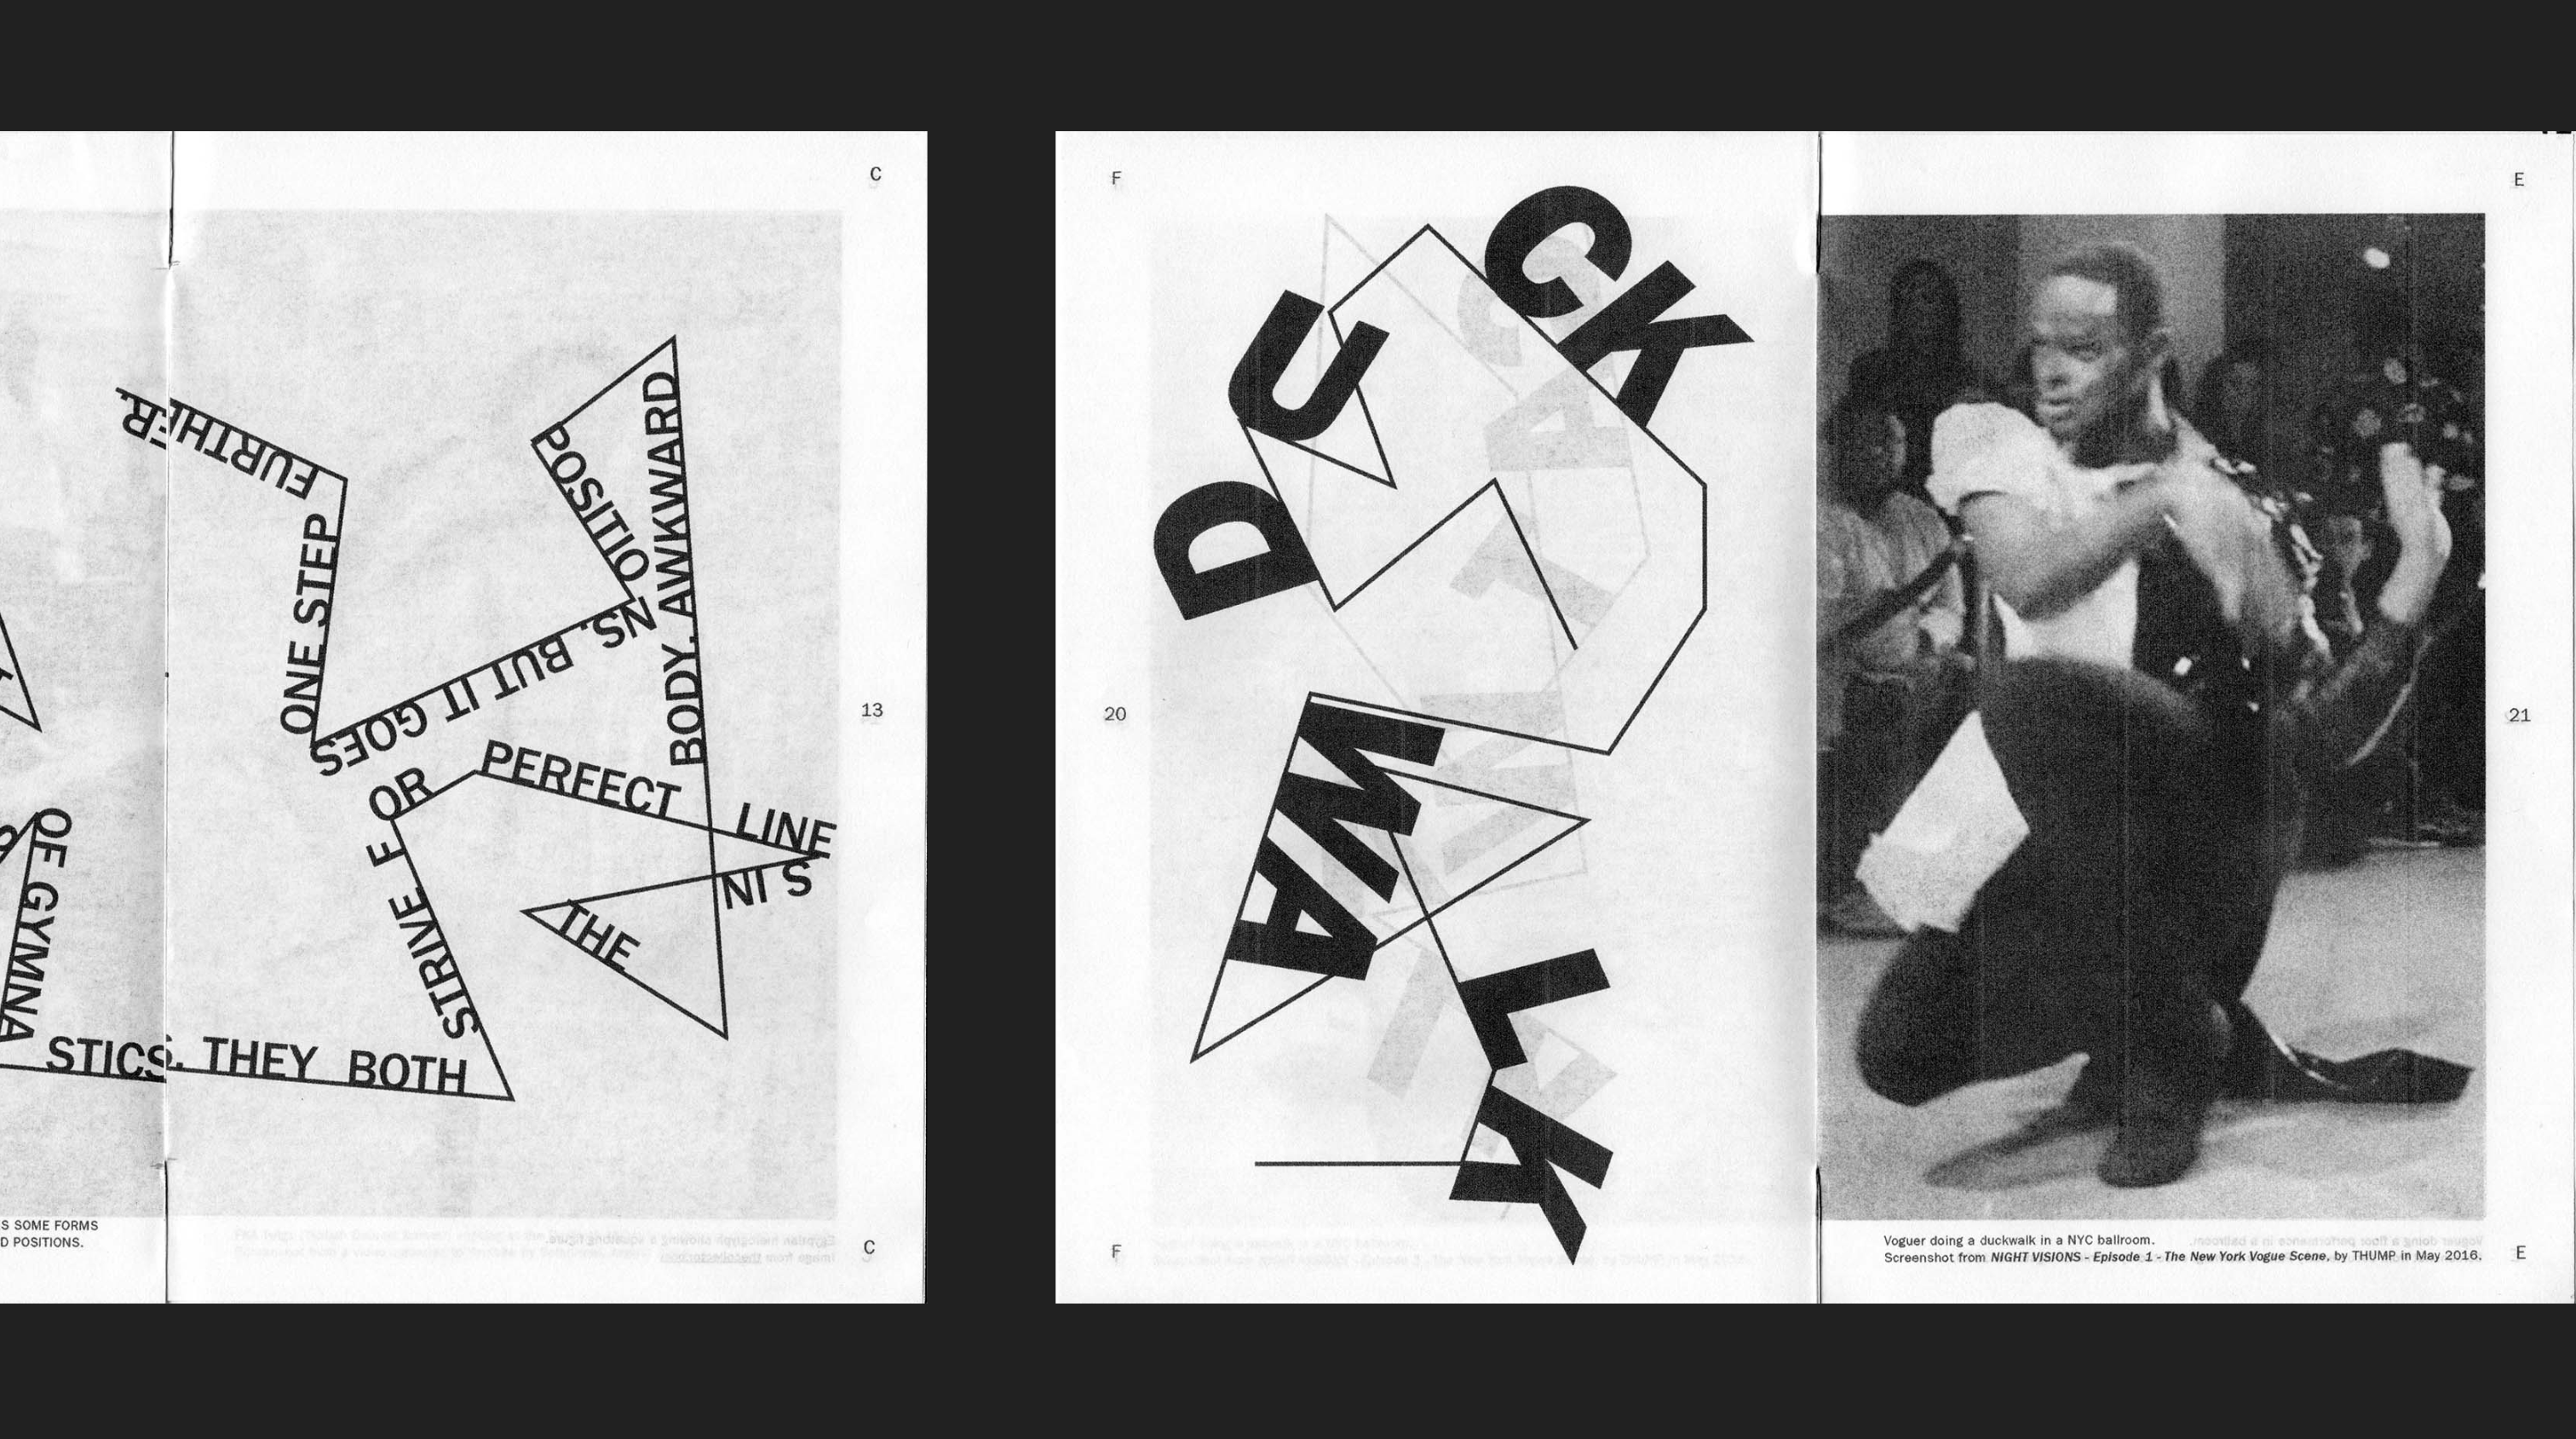 C
OF GYMNA
STICS. THEY BOTH
STRIVE F
OR
PERFECT LINE
S IN
THE
BODY. AWKWARD
POSITIO
NS. BUT IT GOES
ONE STEP
FURTHER.
13
S SOME FORMS
D POSITIONS.
C
F
DUCK
WALK
20
F
E
21
Voguer doing a duckwalk in a NYC ballroom.
Screenshot from NIGHT VISIONS - Episode 1 - The New York Vogue Scene, by THUMP in May 2016.
E